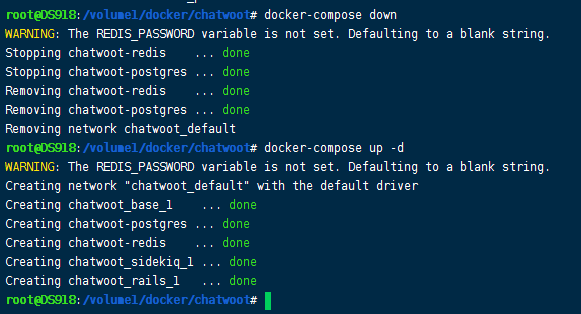 root@DS918:/volume1/docker/chatwoot# docker-compose down
WARNING: The REDIS_PASSWORD variable is not set. Defaulting to a blank string.
Stopping chatwoot-redis    ... done
Stopping chatwoot-postgres ... done
Removing chatwoot-redis    ... done
Removing chatwoot-postgres ... done
Removing network chatwoot_default
root@DS918:/volume1/docker/chatwoot# docker-compose up -d
WARNING: The REDIS_PASSWORD variable is not set. Defaulting to a blank string.
Creating network "chatwoot_default" with the default driver
Creating chatwoot_base_1    ... done
Creating chatwoot-postgres ... done
Creating chatwoot-redis    ... done
Creating chatwoot_sidekiq_1 ... done
Creating chatwoot_rails_1   ... done
root@DS918:/volume1/docker/chatwoot#